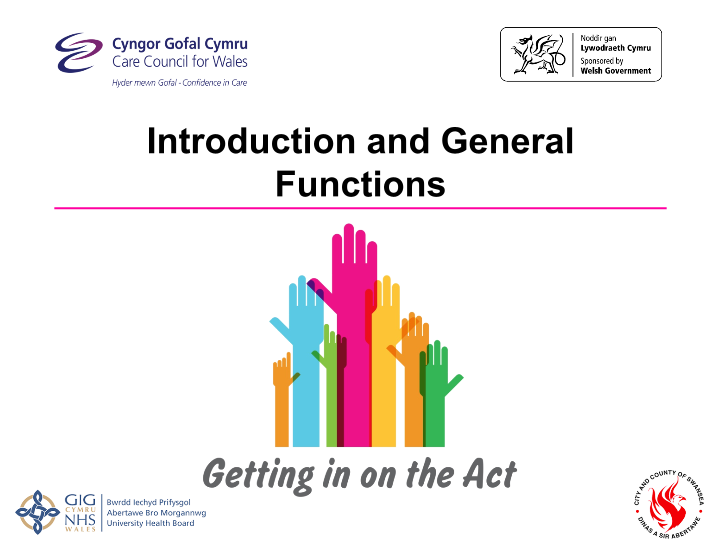 Cyngor Gofal Cymru
Care Council for Wales
Hyder mewn Gofal - Confidence in Care
Noddir gan
Lywodraeth Cymru
Sponsored by
Welsh Government
Introduction and General
Functions
Getting in on the Act
GIG
CYMRU
NHS
WALES
Bwrdd Iechyd Prifysgol
Abertawe Bro Morgannwg
University Health Board
CITY AND COUNTY OF SWANSEA
DINAS A SIR ABERTAWE